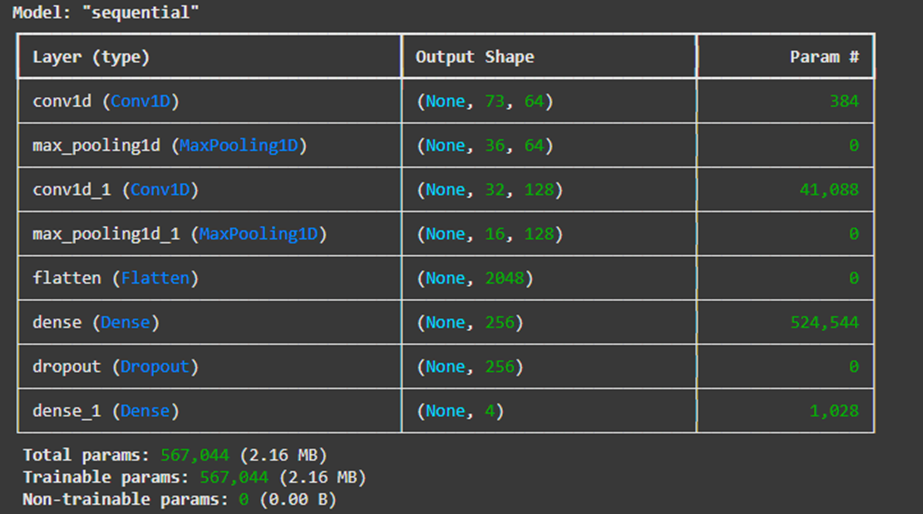 Model: "sequential"
Layer (type) Output Shape Param #
conv1d (Conv1D) (None, 73, 64) 384
max_pooling1d (MaxPooling1D) (None, 36, 64) 0
conv1d_1 (Conv1D) (None, 32, 128) 41,088
max_pooling1d_1 (MaxPooling1D) (None, 16, 128) 0
flatten (Flatten) (None, 2048) 0
dense (Dense) (None, 256) 524,544
dropout (Dropout) (None, 256) 0
dense_1 (Dense) (None, 4) 1,028
Total params: 567,044 (2.16 MB)
Trainable params: 567,044 (2.16 MB)
Non-trainable params: 0 (0.00 B)